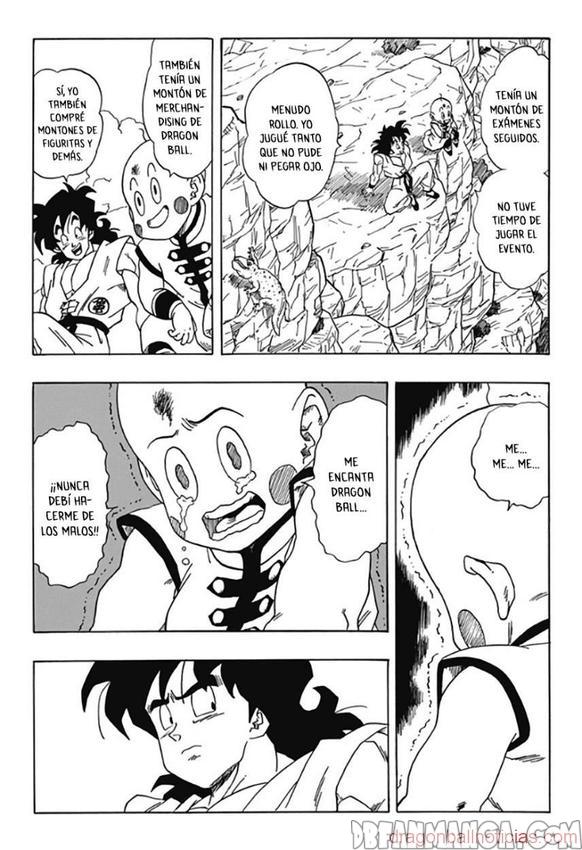 TENÍA UN
MONTÓN DE
EXÁMENES
SEGUIDOS.
NO TUVE
TIEMPO DE
JUGAR EL
EVENTO.
MENUDO
ROLLO. YO
JUGUÉ TANTO
QUE NO PUDE
NI PEGAR OJO.
TAMBIÉN
TENÍA UN
MONTÓN DE
MERCHAN-
DISING DE
DRAGON
BALL.
SÍ, YO
TAMBIÉN
COMPRÉ
MONTONES DE
FIGURITAS Y
DEMÁS.
ME...
ME... ME...
ME
ENCANTA
DRAGON
BALL...
¡¡NUNCA
DEBÍ HA-
CERME DE
LOS MALOS!!
DBFANMANGA.COM
dragonballnoticias.com